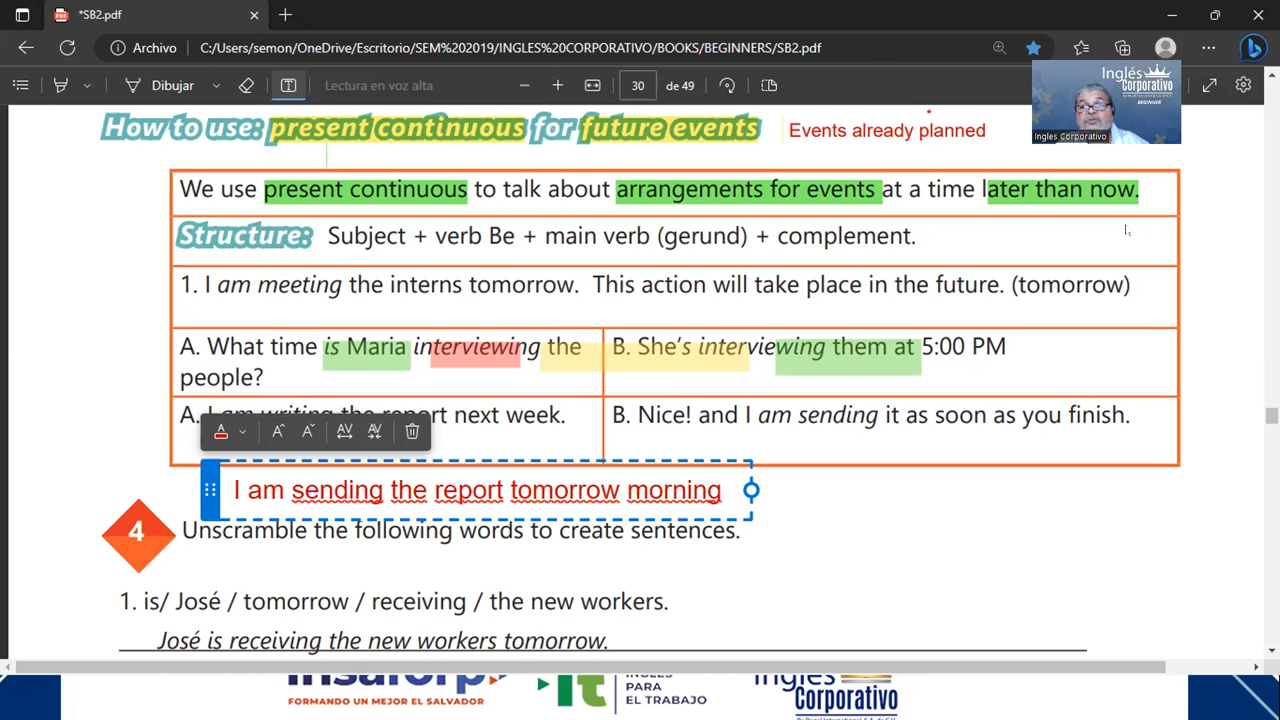 *SB2.pdf
Archivo
C:/Users/semon/OneDrive/Escritorio/SEM%202019/INGLES%20CORPORATIVO/BOOKS/BEGINNERS/SB2.pdf
Dibujar
Lectura en voz alta
30 de 49
Inglés
Corporativo
BEGINNER
Ingles Corporativo
How to use: present continuous for future events
Events already planned
We use present continuous to talk about arrangements for events at a time later than now.
Structure: Subject + verb Be + main verb (gerund) + complement.
1. I am meeting the interns tomorrow. This action will take place in the future. (tomorrow)
A. What time is Maria interviewing the people?
B. She's interviewing them at 5:00 PM
A. I am writing the report next week.
B. Nice! and I am sending it as soon as you finish.
I am sending the report tomorrow morning
4 Unscramble the following words to create sentences.
1. is/ José / tomorrow / receiving / the new workers.
José is receiving the new workers tomorrow.
insaforp
FORMANDO UN MEJOR EL SALVADOR
it
INGLÉS
PARA
EL TRABAJO
Inglés
Corporativo